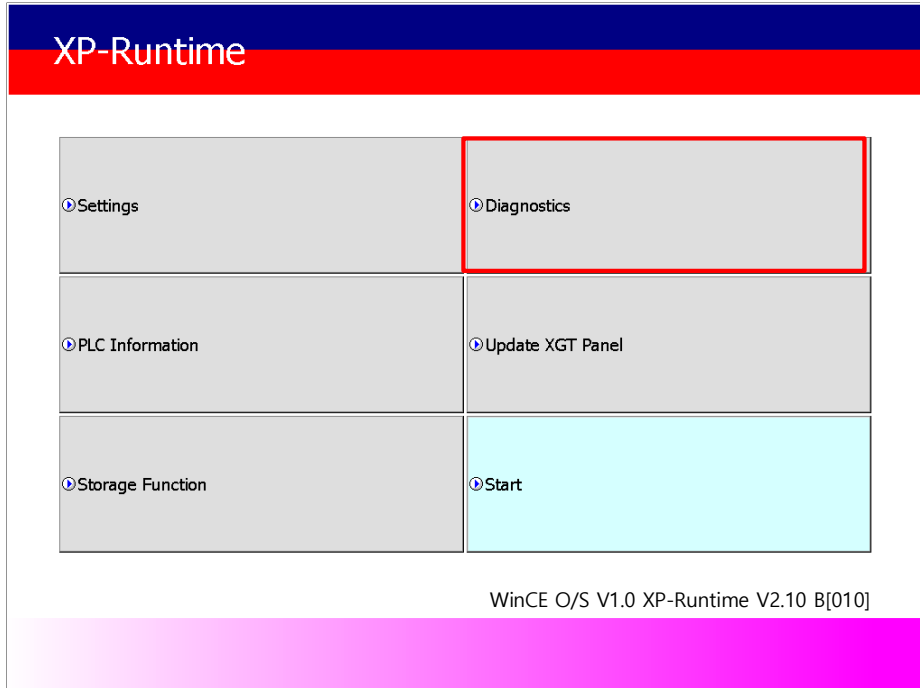 XP-Runtime
Settings
Diagnostics
PLC Information
Update XGT Panel
Storage Function
Start
WinCE O/S V1.0 XP-Runtime V2.10 B[010]